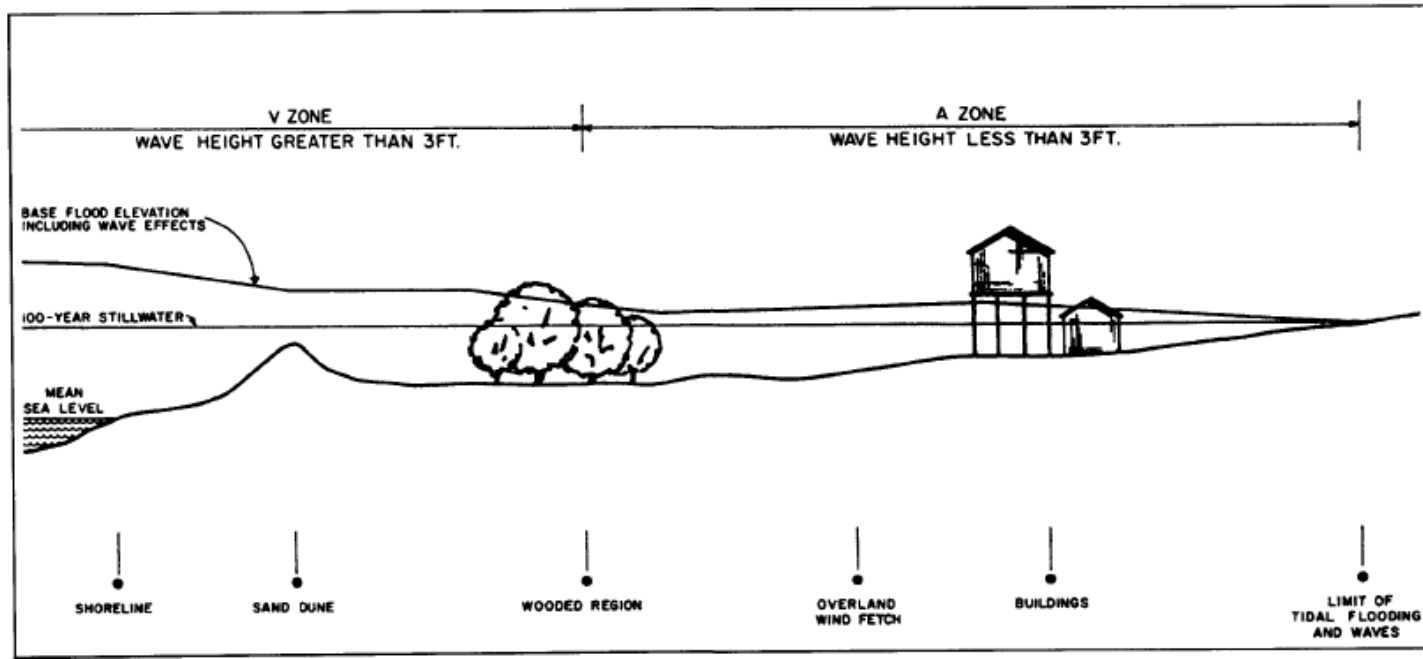 V ZONE
WAVE HEIGHT GREATER THAN 3FT.
A ZONE
WAVE HEIGHT LESS THAN 3FT.
BASE FLOOD ELEVATION
INCLUDING WAVE EFFECTS
100-YEAR STILLWATER
MEAN
SEA LEVEL
SHORELINE
SAND DUNE
WOODED REGION
OVERLAND
WIND FETCH
BUILDINGS
LIMIT OF
TIDAL FLOODING
AND WAVES